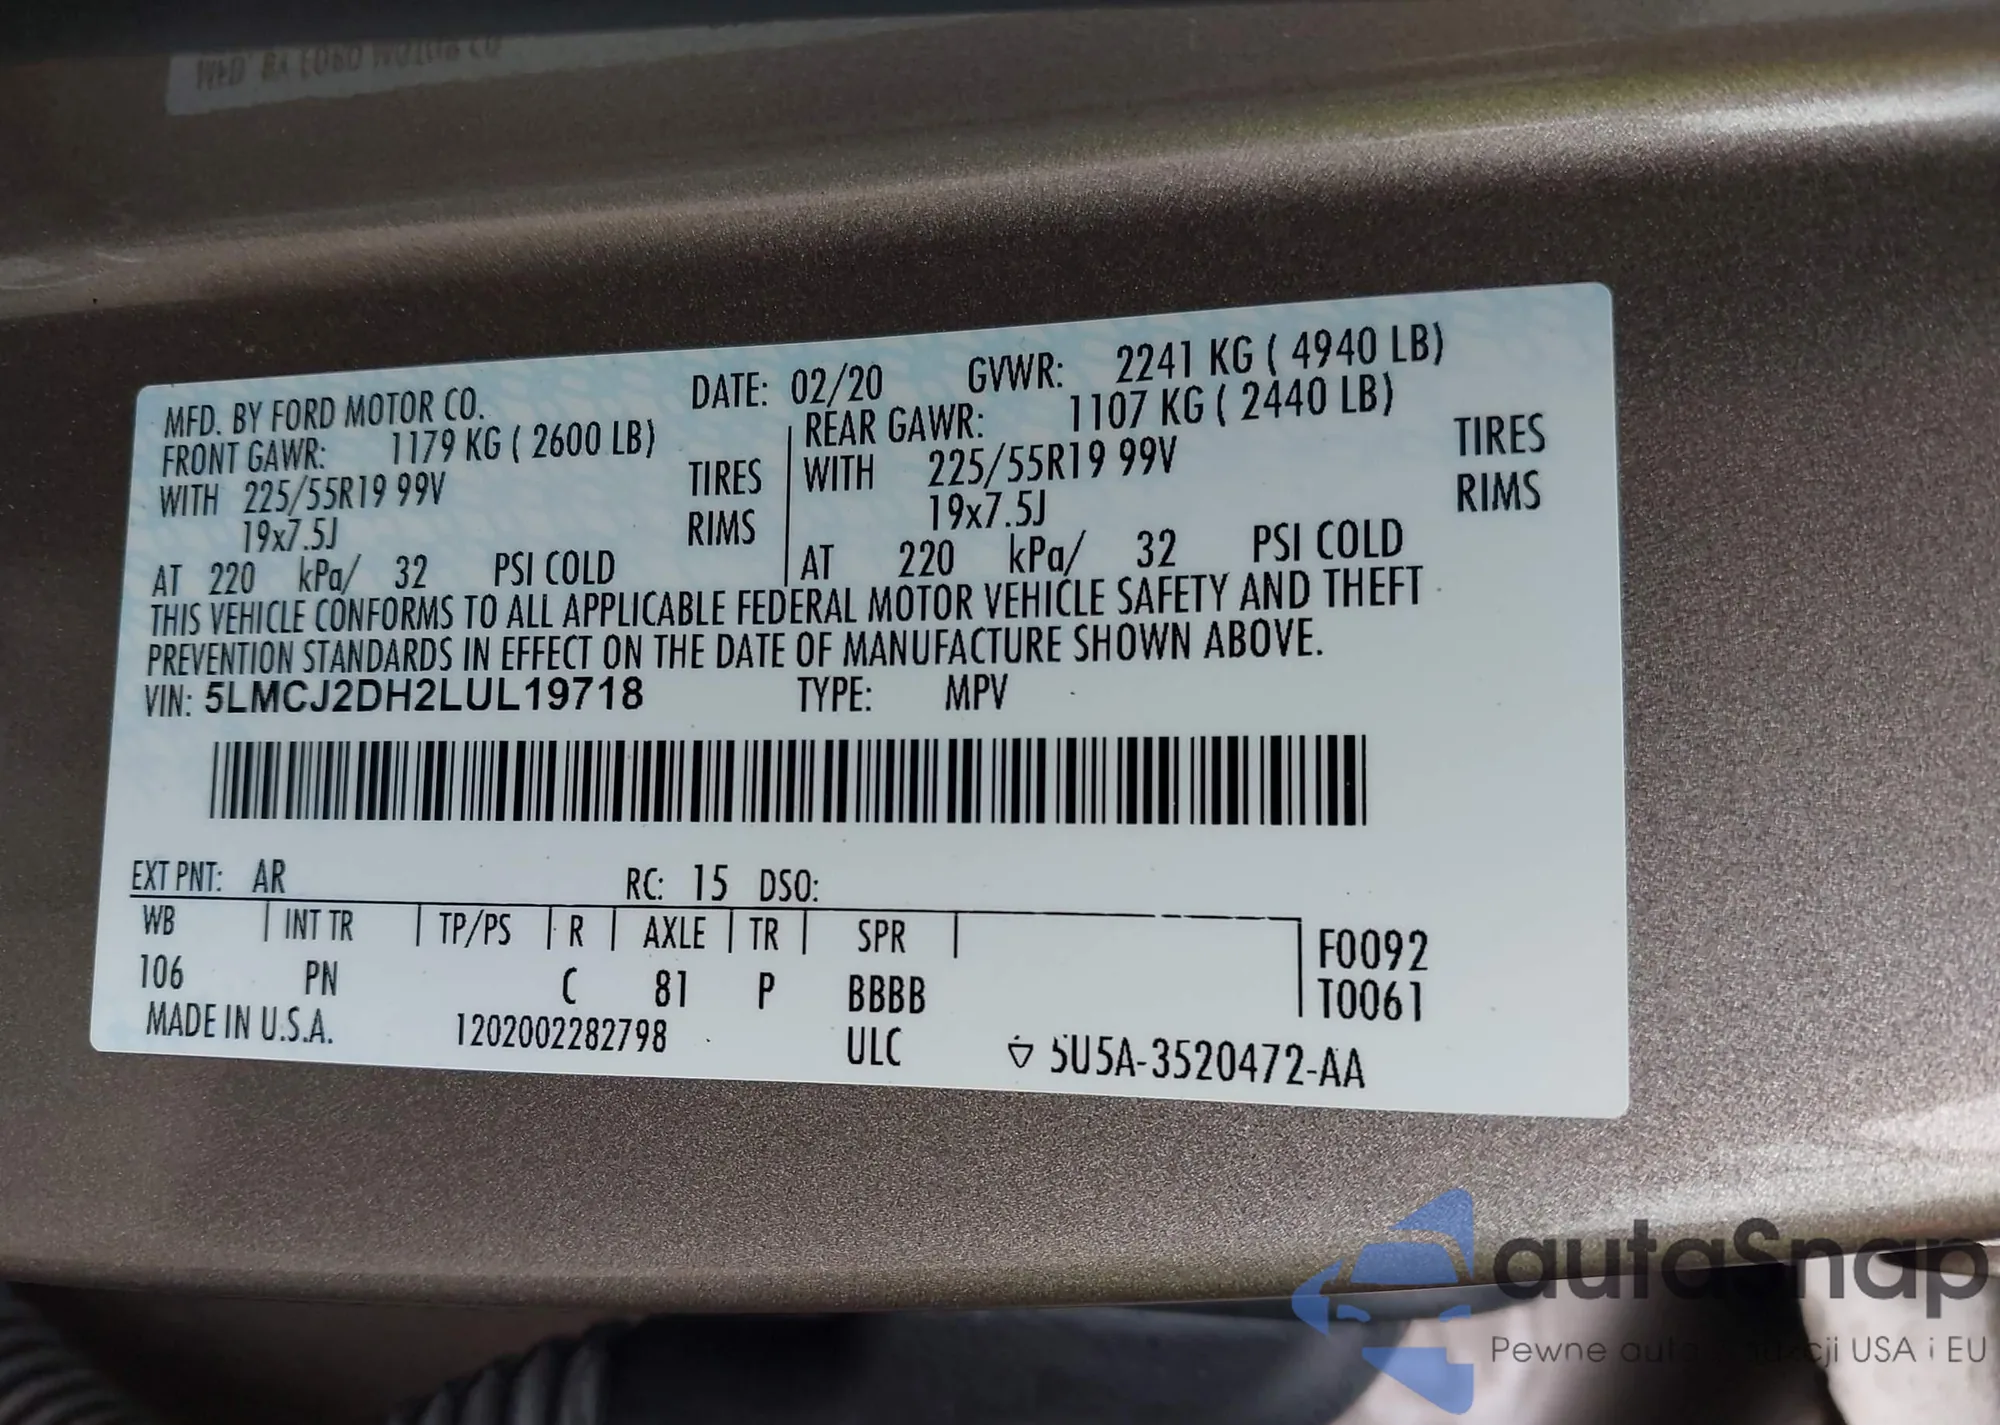 MFD. BY FORD MOTOR CO. DATE: 02/20 GVWR: 2241 KG ( 4940 LB)
FRONT GAWR: 1179 KG ( 2600 LB) REAR GAWR: 1107 KG ( 2440 LB)
WITH 225/55R19 99V TIRES WITH 225/55R19 99V TIRES
19x7.5J RIMS 19x7.5J RIMS
AT 220 kPa/ 32 PSI COLD AT 220 kPa/ 32 PSI COLD
THIS VEHICLE CONFORMS TO ALL APPLICABLE FEDERAL MOTOR VEHICLE SAFETY AND THEFT
PREVENTION STANDARDS IN EFFECT ON THE DATE OF MANUFACTURE SHOWN ABOVE.
VIN: 5LMCJ2DH2LUL19718 TYPE: MPV
EXT PNT: AR RC: 15 DSO:
WB INT TR TP/PS R AXLE TR SPR F0092
106 PN C 81 P BBBB T0061
MADE IN U.S.A. 1202002282798 ULC 5U5A-3520472-AA
autaSnap
Pewne auta USA i EU